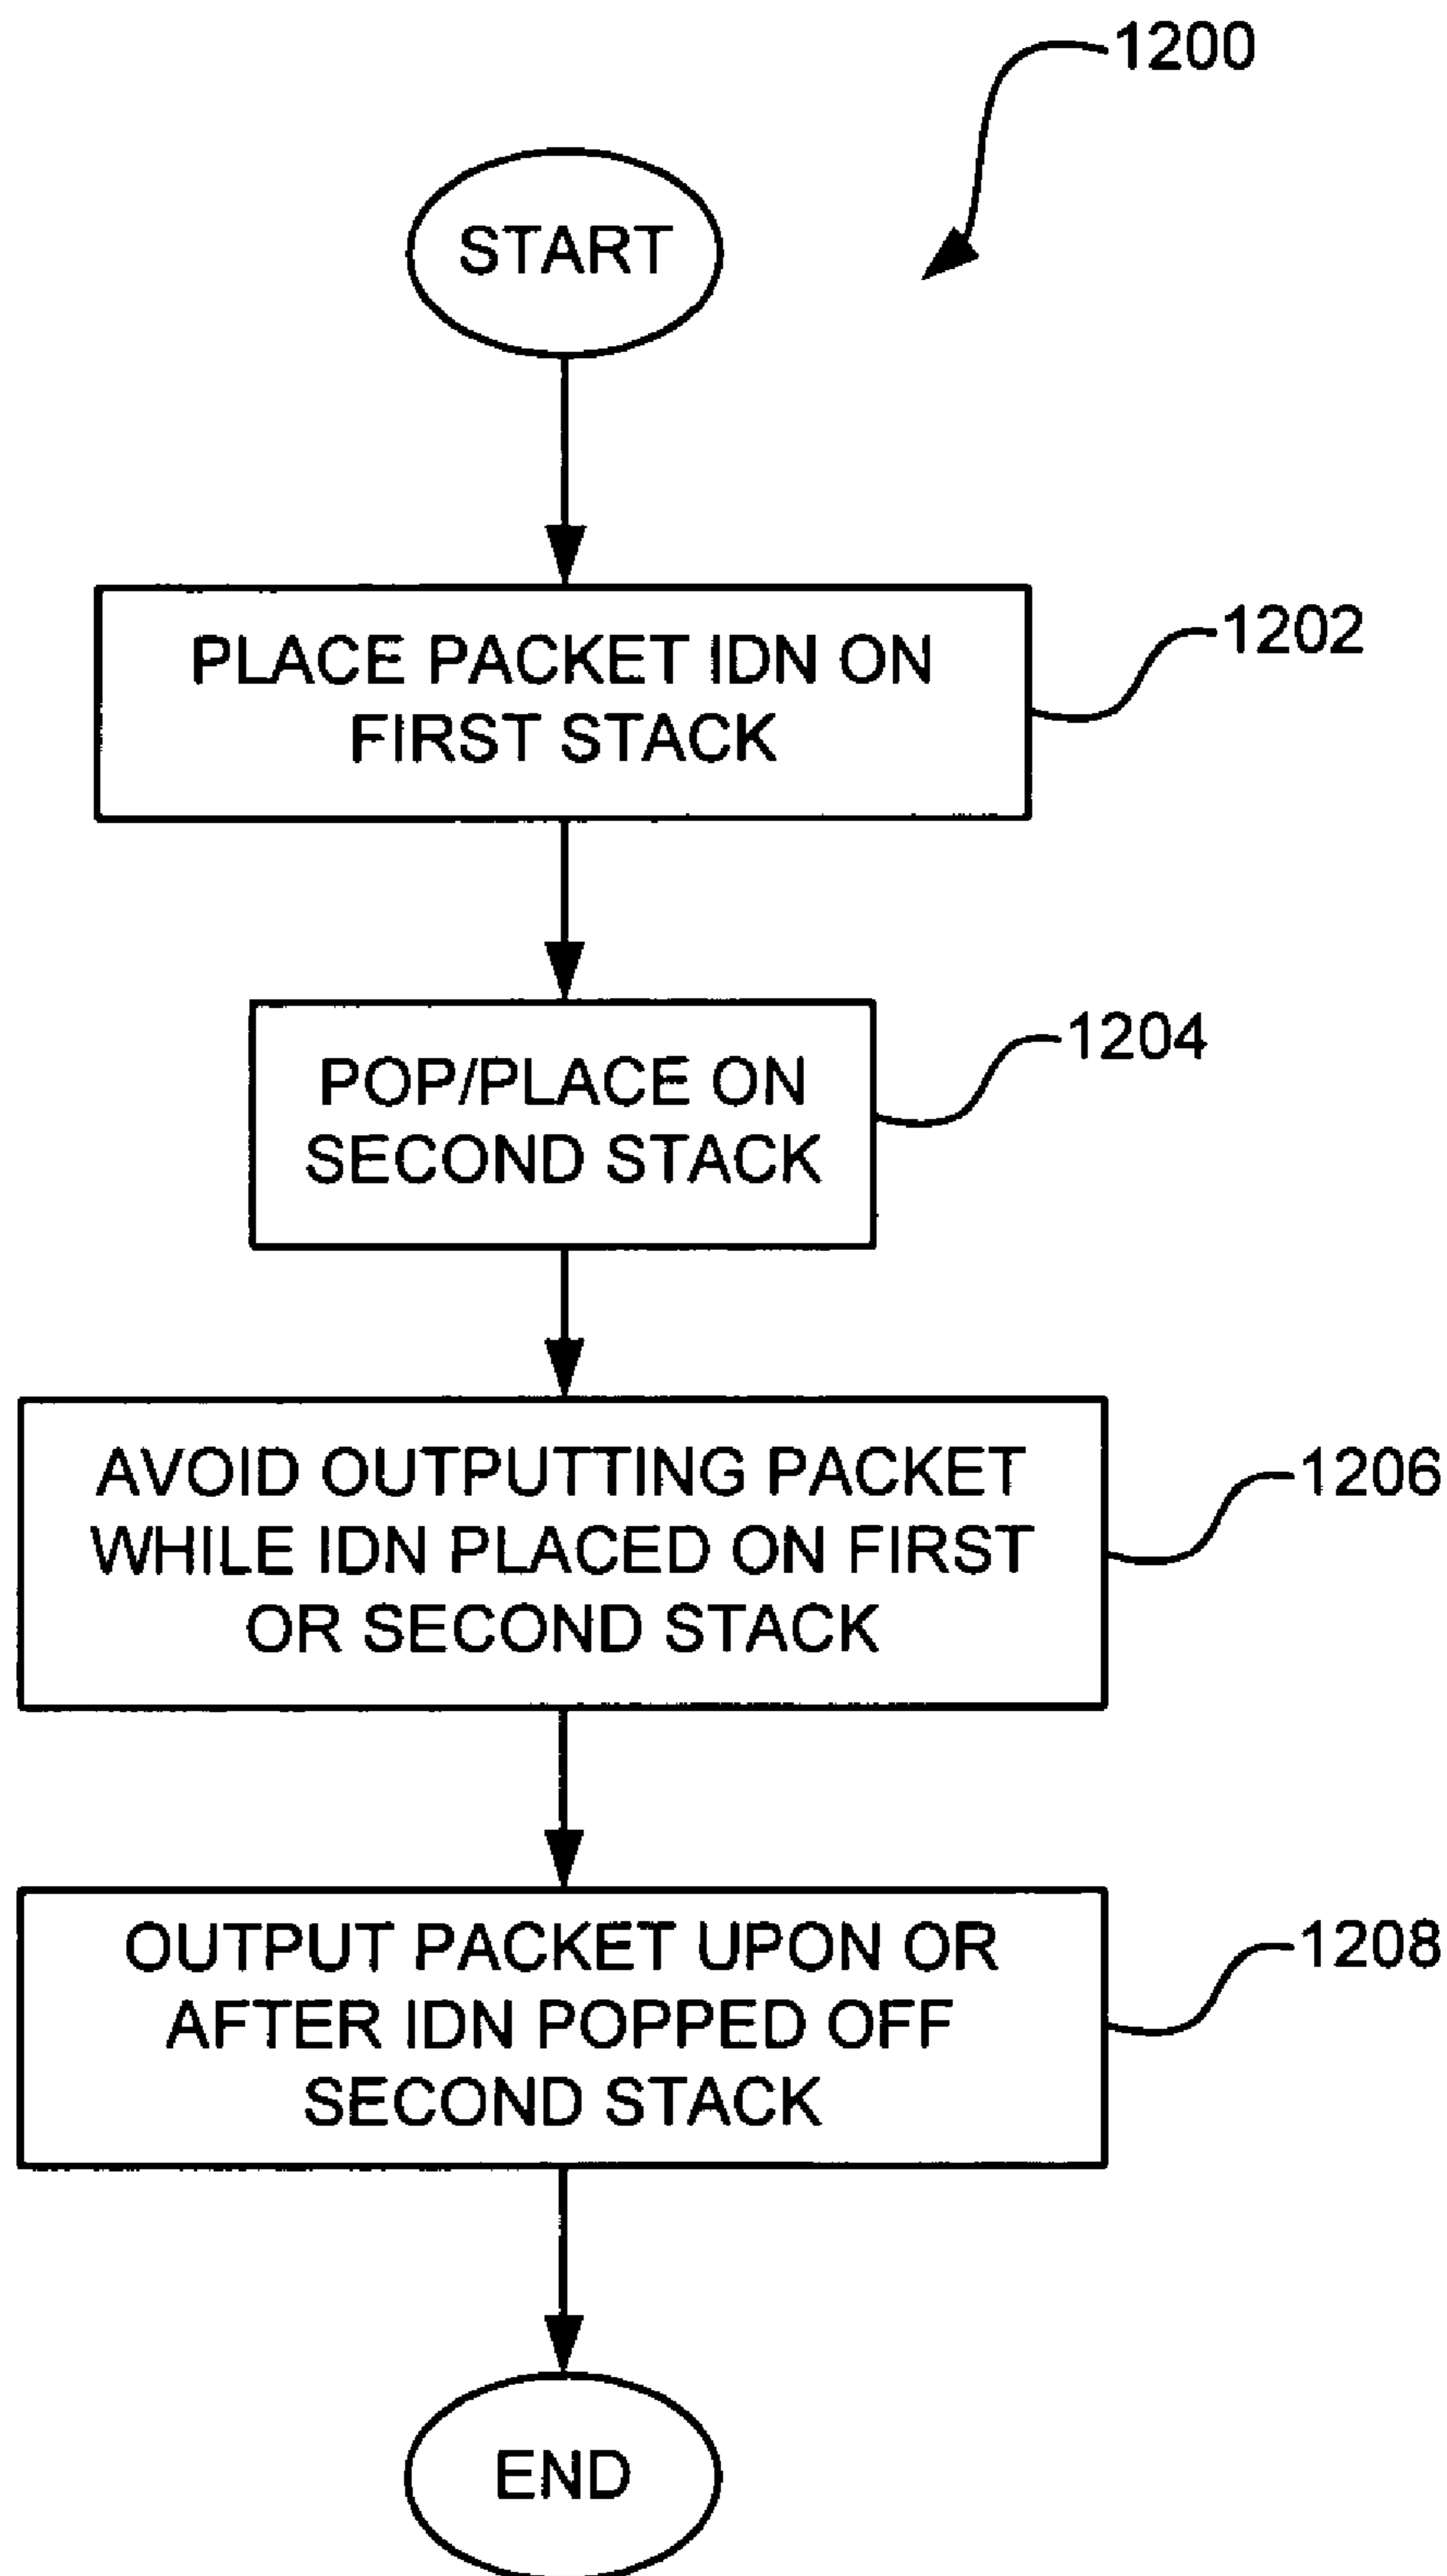 1200
START
PLACE PACKET IDN ON
FIRST STACK
1202
POP/PLACE ON
SECOND STACK
1204
AVOID OUTPUTTING PACKET
WHILE IDN PLACED ON FIRST
OR SECOND STACK
1206
OUTPUT PACKET UPON OR
AFTER IDN POPPED OFF
SECOND STACK
1208
END